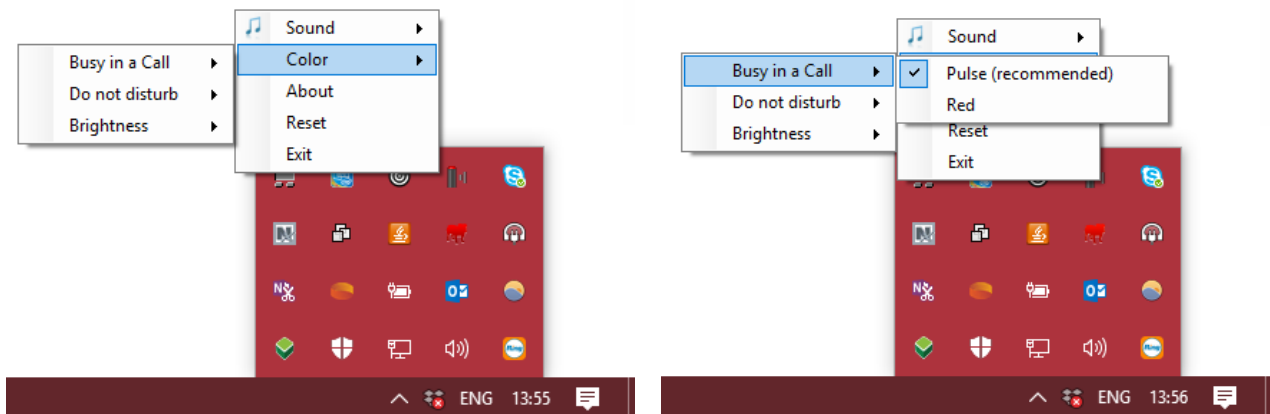 Sound
Color
About
Reset
Exit
Busy in a Call
Do not disturb
Brightness
ENG 13:55
Sound
Reset
Exit
Busy in a Call
Do not disturb
Brightness
Pulse (recommended)
Red
ENG 13:56